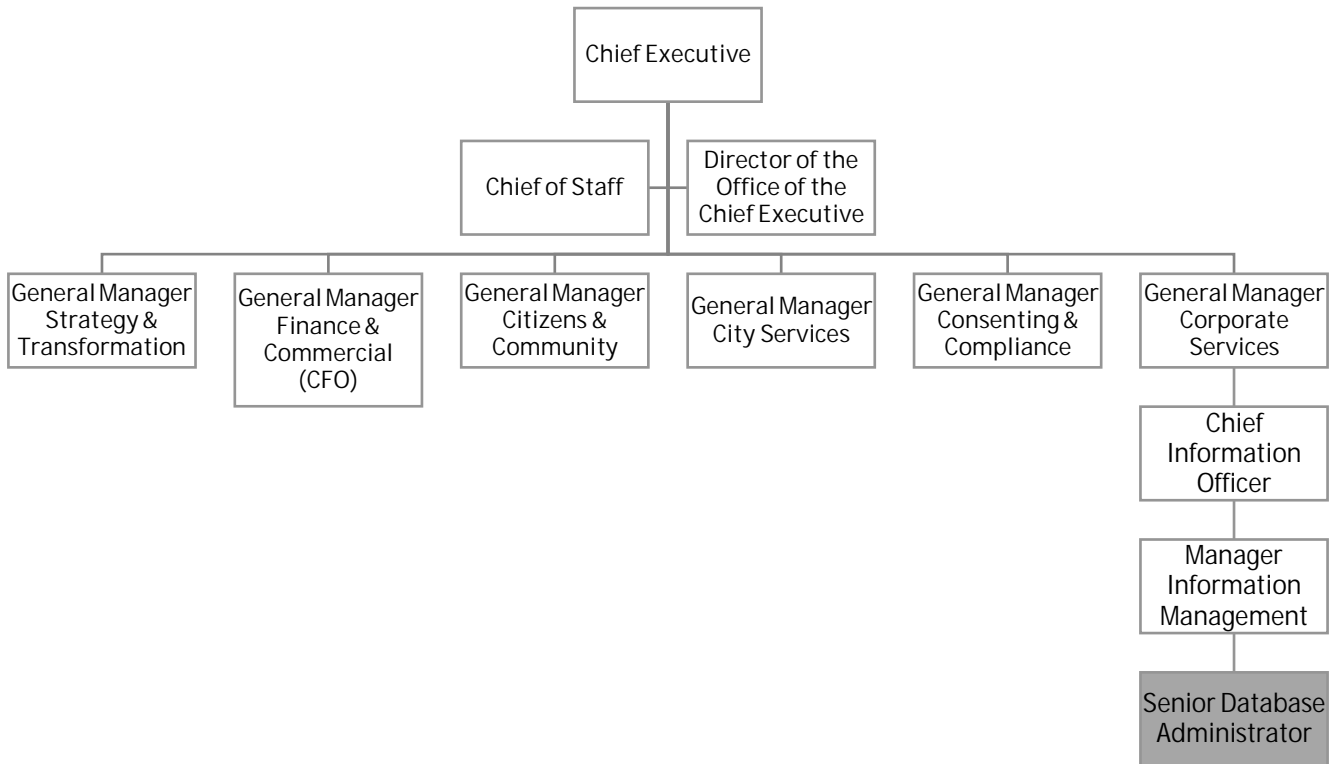 Chief Executive
Chief of Staff
Director of the
Office of the
Chief Executive
General Manager
Strategy &
Transformation
General Manager
Finance &
Commercial
(CFO)
General Manager
Citizens &
Community
General Manager
City Services
General Manager
Consenting &
Compliance
General Manager
Corporate
Services
Chief
Information
Officer
Manager
Information
Management
Senior Database
Administrator